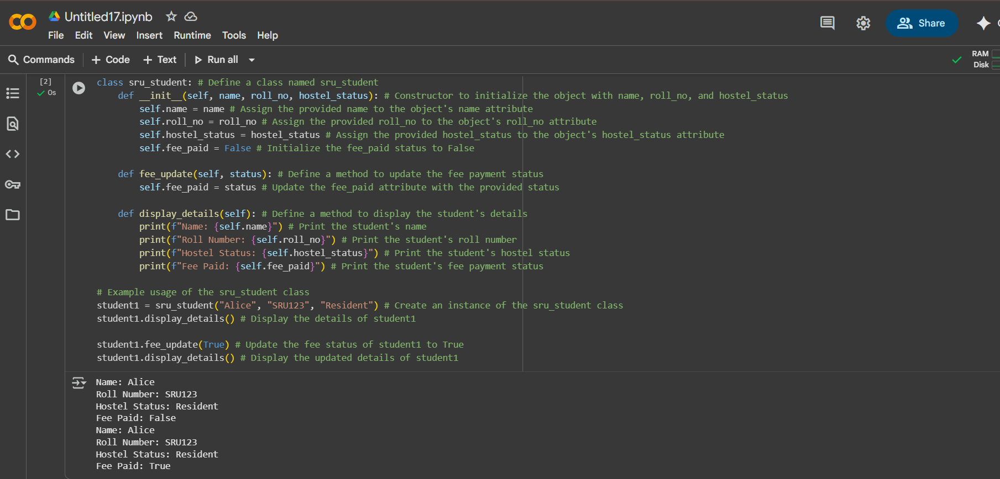 Untitled17.ipynb
File Edit View Insert Runtime Tools Help
Share
Commands + Code + Text Run all
RAM
Disk
[2]
0s
class sru_student: # Define a class named sru_student
    def __init__(self, name, roll_no, hostel_status): # Constructor to initialize the object with name, roll_no, and hostel_status
        self.name = name # Assign the provided name to the object's name attribute
        self.roll_no = roll_no # Assign the provided roll_no to the object's roll_no attribute
        self.hostel_status = hostel_status # Assign the provided hostel_status to the object's hostel_status attribute
        self.fee_paid = False # Initialize the fee_paid status to False
    def fee_update(self, status): # Define a method to update the fee payment status
        self.fee_paid = status # Update the fee_paid attribute with the provided status
    def display_details(self): # Define a method to display the student's details
        print(f"Name: {self.name}") # Print the student's name
        print(f"Roll Number: {self.roll_no}") # Print the student's roll number
        print(f"Hostel Status: {self.hostel_status}") # Print the student's hostel status
        print(f"Fee Paid: {self.fee_paid}") # Print the student's fee payment status
# Example usage of the sru_student class
student1 = sru_student("Alice", "SRU123", "Resident") # Create an instance of the sru_student class
student1.display_details() # Display the details of student1
student1.fee_update(True) # Update the fee status of student1 to True
student1.display_details() # Display the updated details of student1
Name: Alice
Roll Number: SRU123
Hostel Status: Resident
Fee Paid: False
Name: Alice
Roll Number: SRU123
Hostel Status: Resident
Fee Paid: True